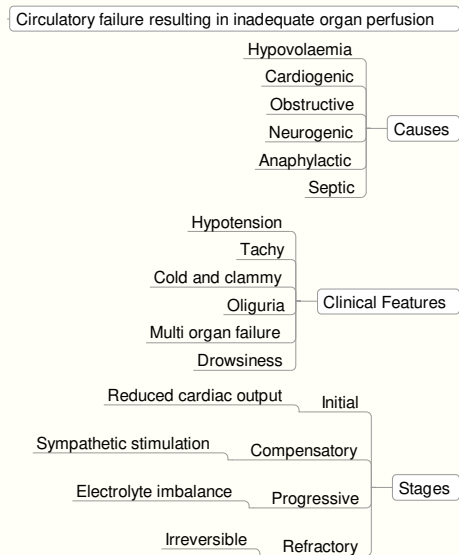 Circulatory failure resulting in inadequate organ perfusion
Hypovolaemia
Cardiogenic
Obstructive
Neurogenic
Anaphylactic
Septic
Causes
Hypotension
Tachy
Cold and clammy
Oliguria
Multi organ failure
Drowsiness
Clinical Features
Reduced cardiac output
Initial
Sympathetic stimulation
Compensatory
Electrolyte imbalance
Progressive
Irreversible
Refractory
Stages